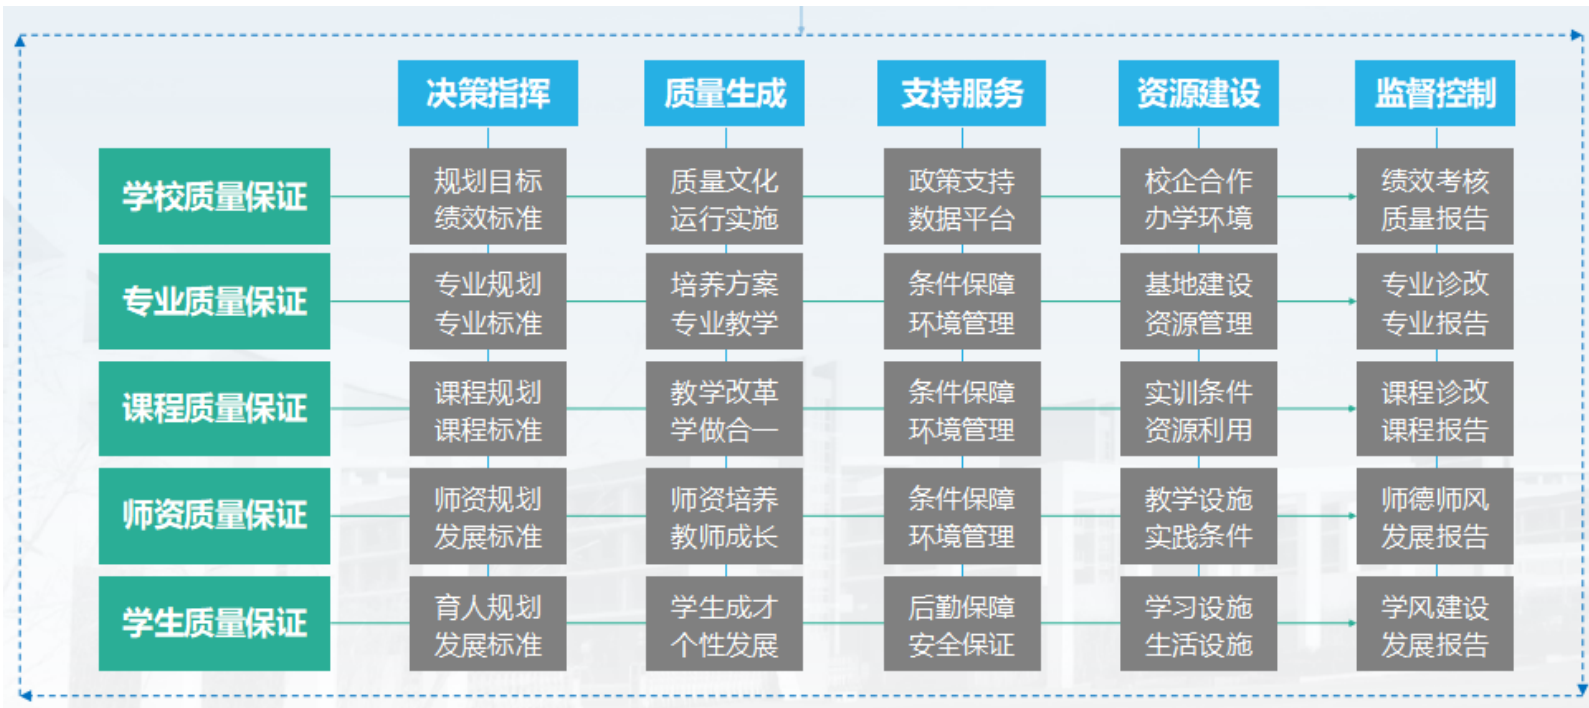 决策指挥 质量生成 支持服务 资源建设 监督控制
学校质量保证
规划目标
绩效标准
质量文化
运行实施
政策支持
数据平台
校企合作
办学环境
绩效考核
质量报告
专业质量保证
专业规划
专业标准
培养方案
专业教学
条件保障
环境管理
基地建设
资源管理
专业诊改
专业报告
课程质量保证
课程规划
课程标准
教学改革
学做合一
条件保障
环境管理
实训条件
资源利用
课程诊改
课程报告
师资质量保证
师资规划
发展标准
师资培养
教师成长
条件保障
环境管理
教学设施
实践条件
师德师风
发展报告
学生质量保证
育人规划
发展标准
学生成才
个性发展
后勤保障
安全保证
学习设施
生活设施
学风建设
发展报告